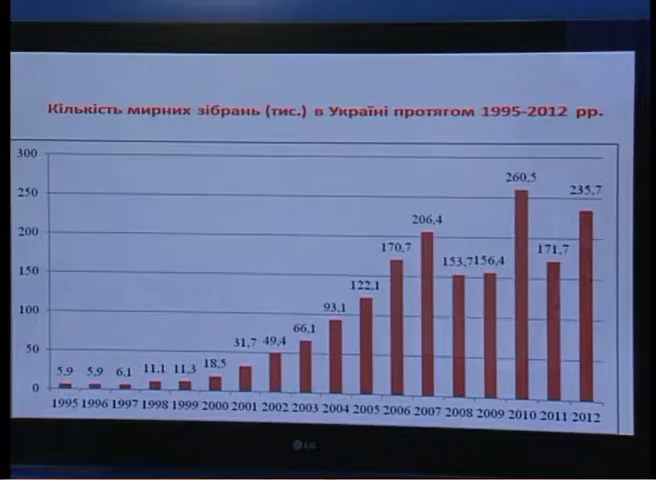 Кількість мирних зібрань (тис.) в Україні протягом 1995-2012 рр.
300
250
200
150
100
50
0
5,9 5,9 6,1 11,1 11,3 18,5 31,7 49,4 66,1 93,1 122,1 170,7 206,4 153,7 156,4 260,5 171,7 235,7
1995 1996 1997 1998 1999 2000 2001 2002 2003 2004 2005 2006 2007 2008 2009 2010 2011 2012
LG